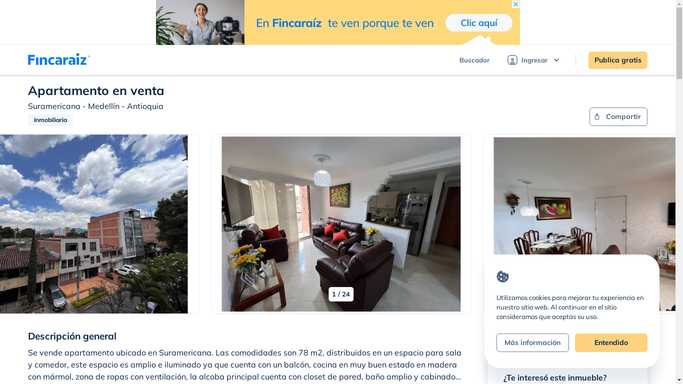 En Fincaraíz te ven porque te ven
Clic aquí
Fincaraíz
Buscador
Ingresar
Publica gratis
Apartamento en venta
Suramericana - Medellín - Antioquia
Inmobiliaria
Compartir
1 / 24
Descripción general
Se vende apartamento ubicado en Suramericana. Las comodidades son 78 m2, distribuidos en un espacio para sala
y comedor, este espacio es amplio e iluminado ya que cuenta con un balcón, cocina en muy buen estado en madera
con mármol, zona de ropas con ventilación, la alcoba principal cuenta con closet de pared, baño amplio y cabinado...
Utilizamos cookies para mejorar tu experiencia en
nuestro sitio web. Al continuar en el sitio
consideramos que aceptas su uso.
Más información
Entendido
¿Te interesó este inmueble?